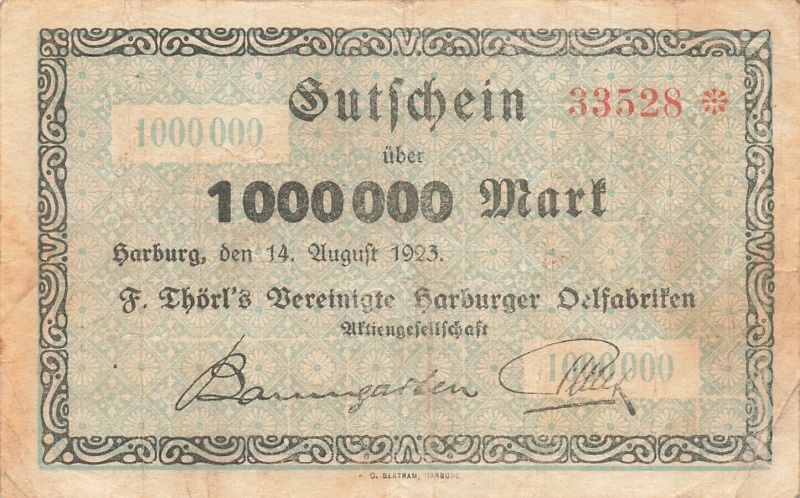 Gutschein 33528
1000000
über
1000000 Mark
Harburg, den 14. August 1923.
F. Thörl's Vereinigte Harburger Oelfabriken
Aktiengesellschaft
Baumgarten
1000000
C. BERTRAM, HARBURG